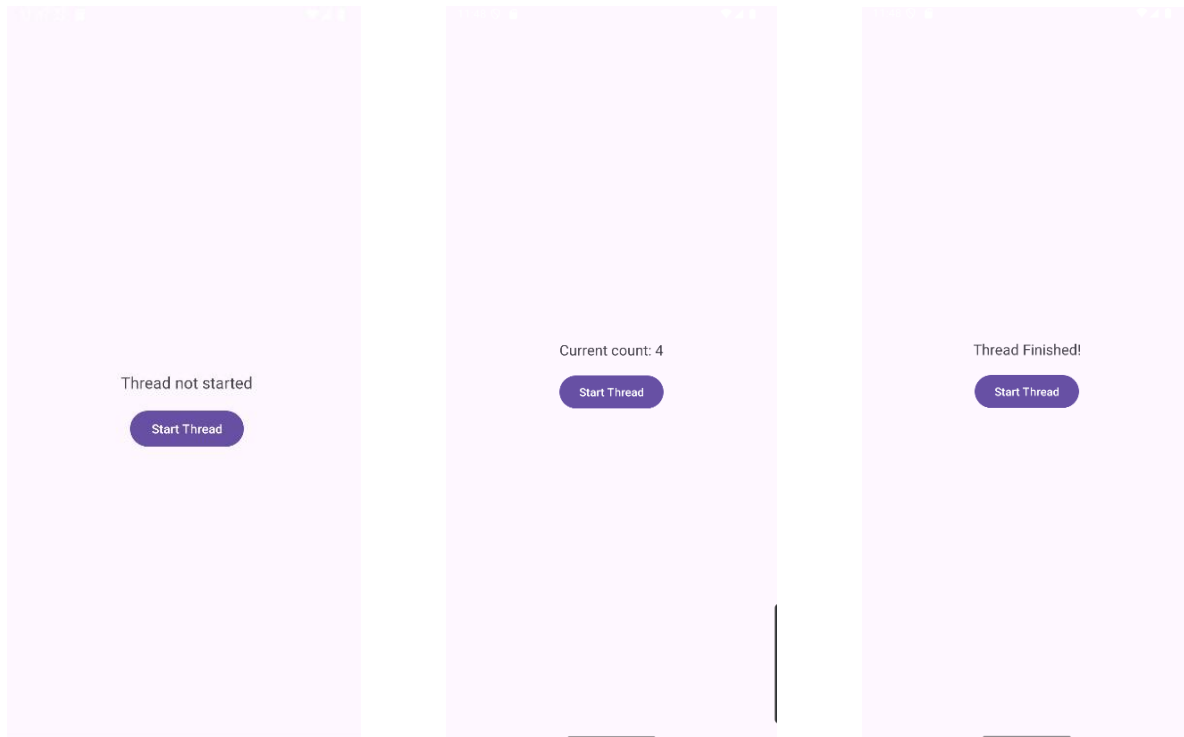 Thread not started
Start Thread
Current count: 4
Start Thread
Thread Finished!
Start Thread